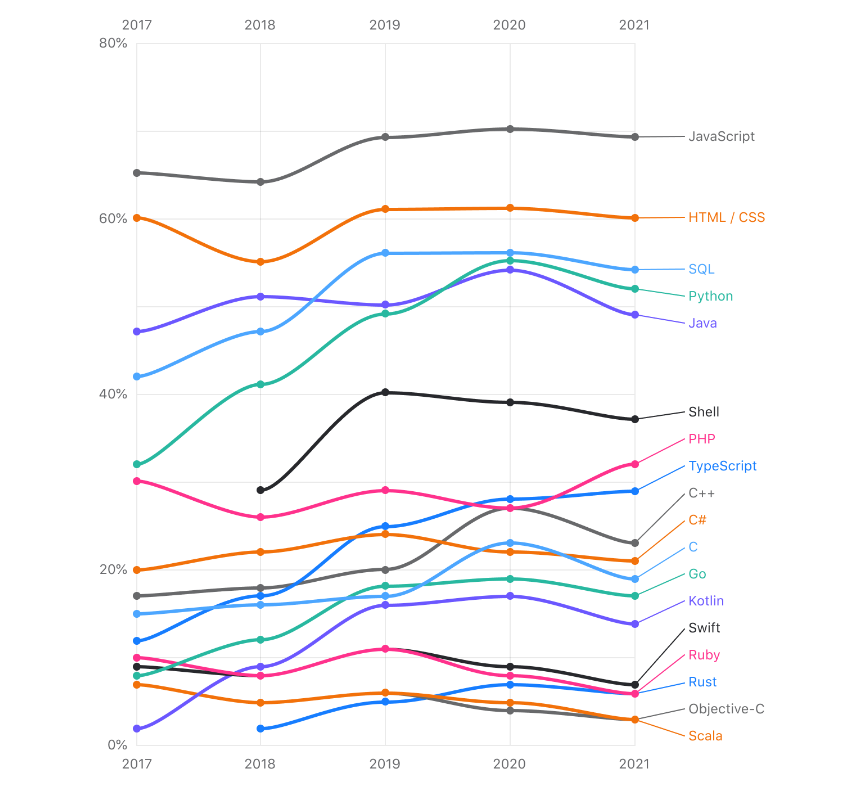 2017 2018 2019 2020 2021
80%
JavaScript
60%
HTML / CSS
SQL
Python
Java
40%
Shell
PHP
TypeScript
C++
C#
C
20%
Go
Kotlin
Swift
Ruby
Rust
Objective-C
Scala
0%
2017 2018 2019 2020 2021